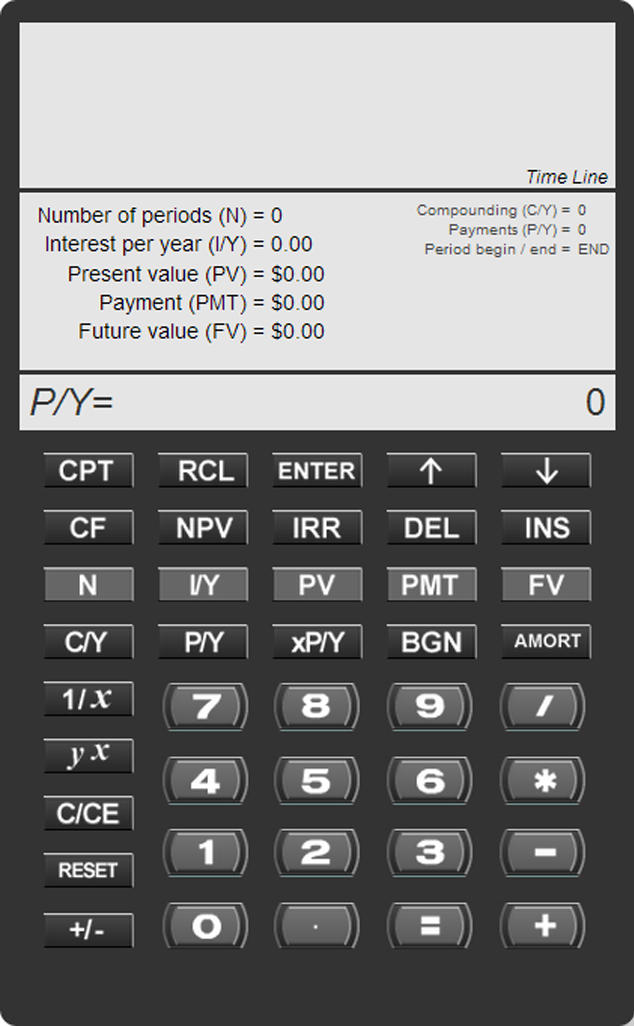 Time Line
Number of periods (N) = 0
Interest per year (I/Y) = 0.00
Present value (PV) = $0.00
Payment (PMT) = $0.00
Future value (FV) = $0.00
Compounding (C/Y) = 0
Payments (P/Y) = 0
Period begin / end = END
P/Y= 0
CPT RCL ENTER ↑ ↓
CF NPV IRR DEL INS
N I/Y PV PMT FV
C/Y P/Y xP/Y BGN AMORT
1/x 7 8 9 /
y x 4 5 6 *
C/CE 1 2 3 -
RESET
+/- 0 . = +